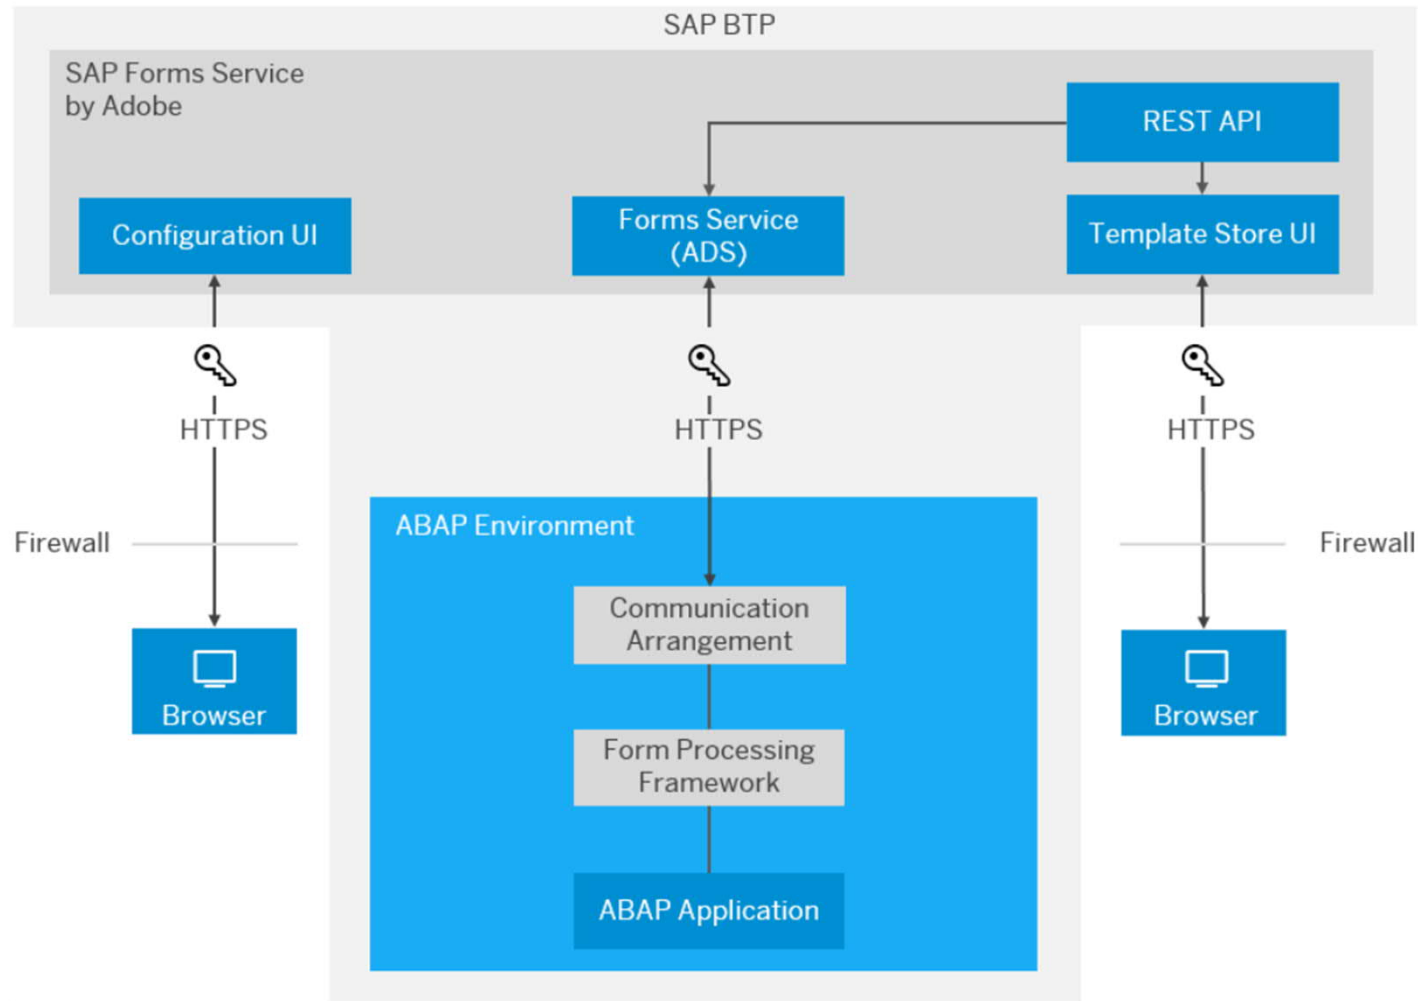 SAP BTP
SAP Forms Service
by Adobe
REST API
Configuration UI
Forms Service
(ADS)
Template Store UI
HTTPS
HTTPS
HTTPS
ABAP Environment
Firewall
Firewall
Communication
Arrangement
Browser
Browser
Form Processing
Framework
ABAP Application